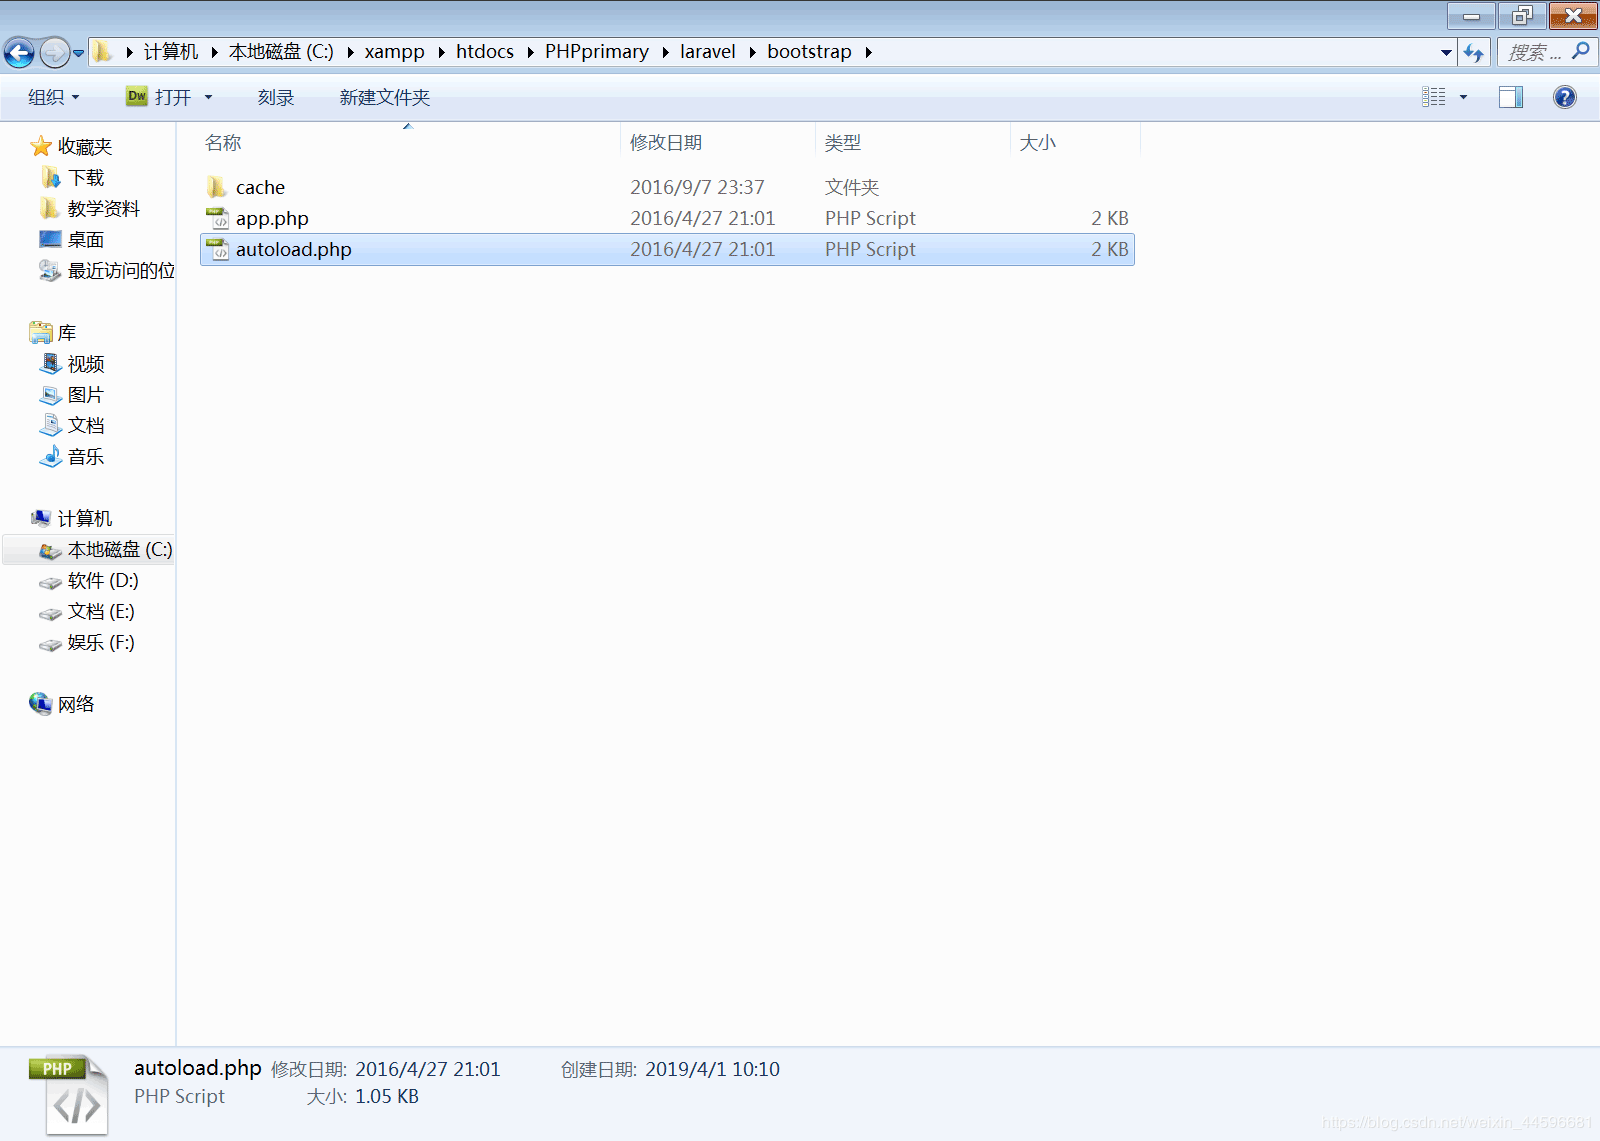 计算机 本地磁盘 (C:) xampp htdocs PHPprimary laravel bootstrap
搜索 ...
组织 Dw 打开 刻录 新建文件夹
名称 修改日期 类型 大小
cache 2016/9/7 23:37 文件夹
app.php 2016/4/27 21:01 PHP Script 2 KB
autoload.php 2016/4/27 21:01 PHP Script 2 KB
收藏夹
下载
教学资料
桌面
最近访问的位
库
视频
图片
文档
音乐
计算机
本地磁盘 (C:)
软件 (D:)
文档 (E:)
娱乐 (F:)
网络
PHP
autoload.php 修改日期: 2016/4/27 21:01 创建日期: 2019/4/1 10:10
PHP Script 大小: 1.05 KB
https://blog.csdn.net/weixin_44596681